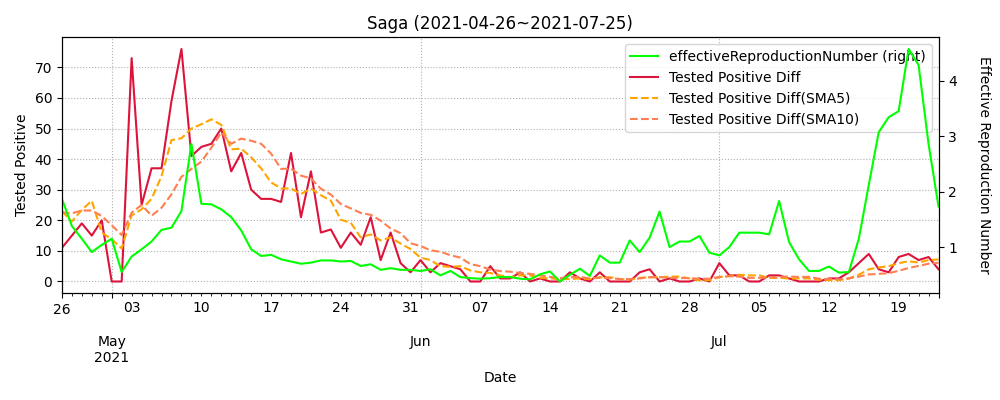 Saga (2021-04-26~2021-07-25)
effectiveReproductionNumber (right)
Tested Positive Diff
Tested Positive Diff(SMA5)
Tested Positive Diff(SMA10)
Tested Positive
70
60
50
40
30
20
10
0
4
3
2
1
Effective Reproduction Number
26 03 10 17 24 31 07 14 21 28 05 12 19
May Jun Jul
2021
Date